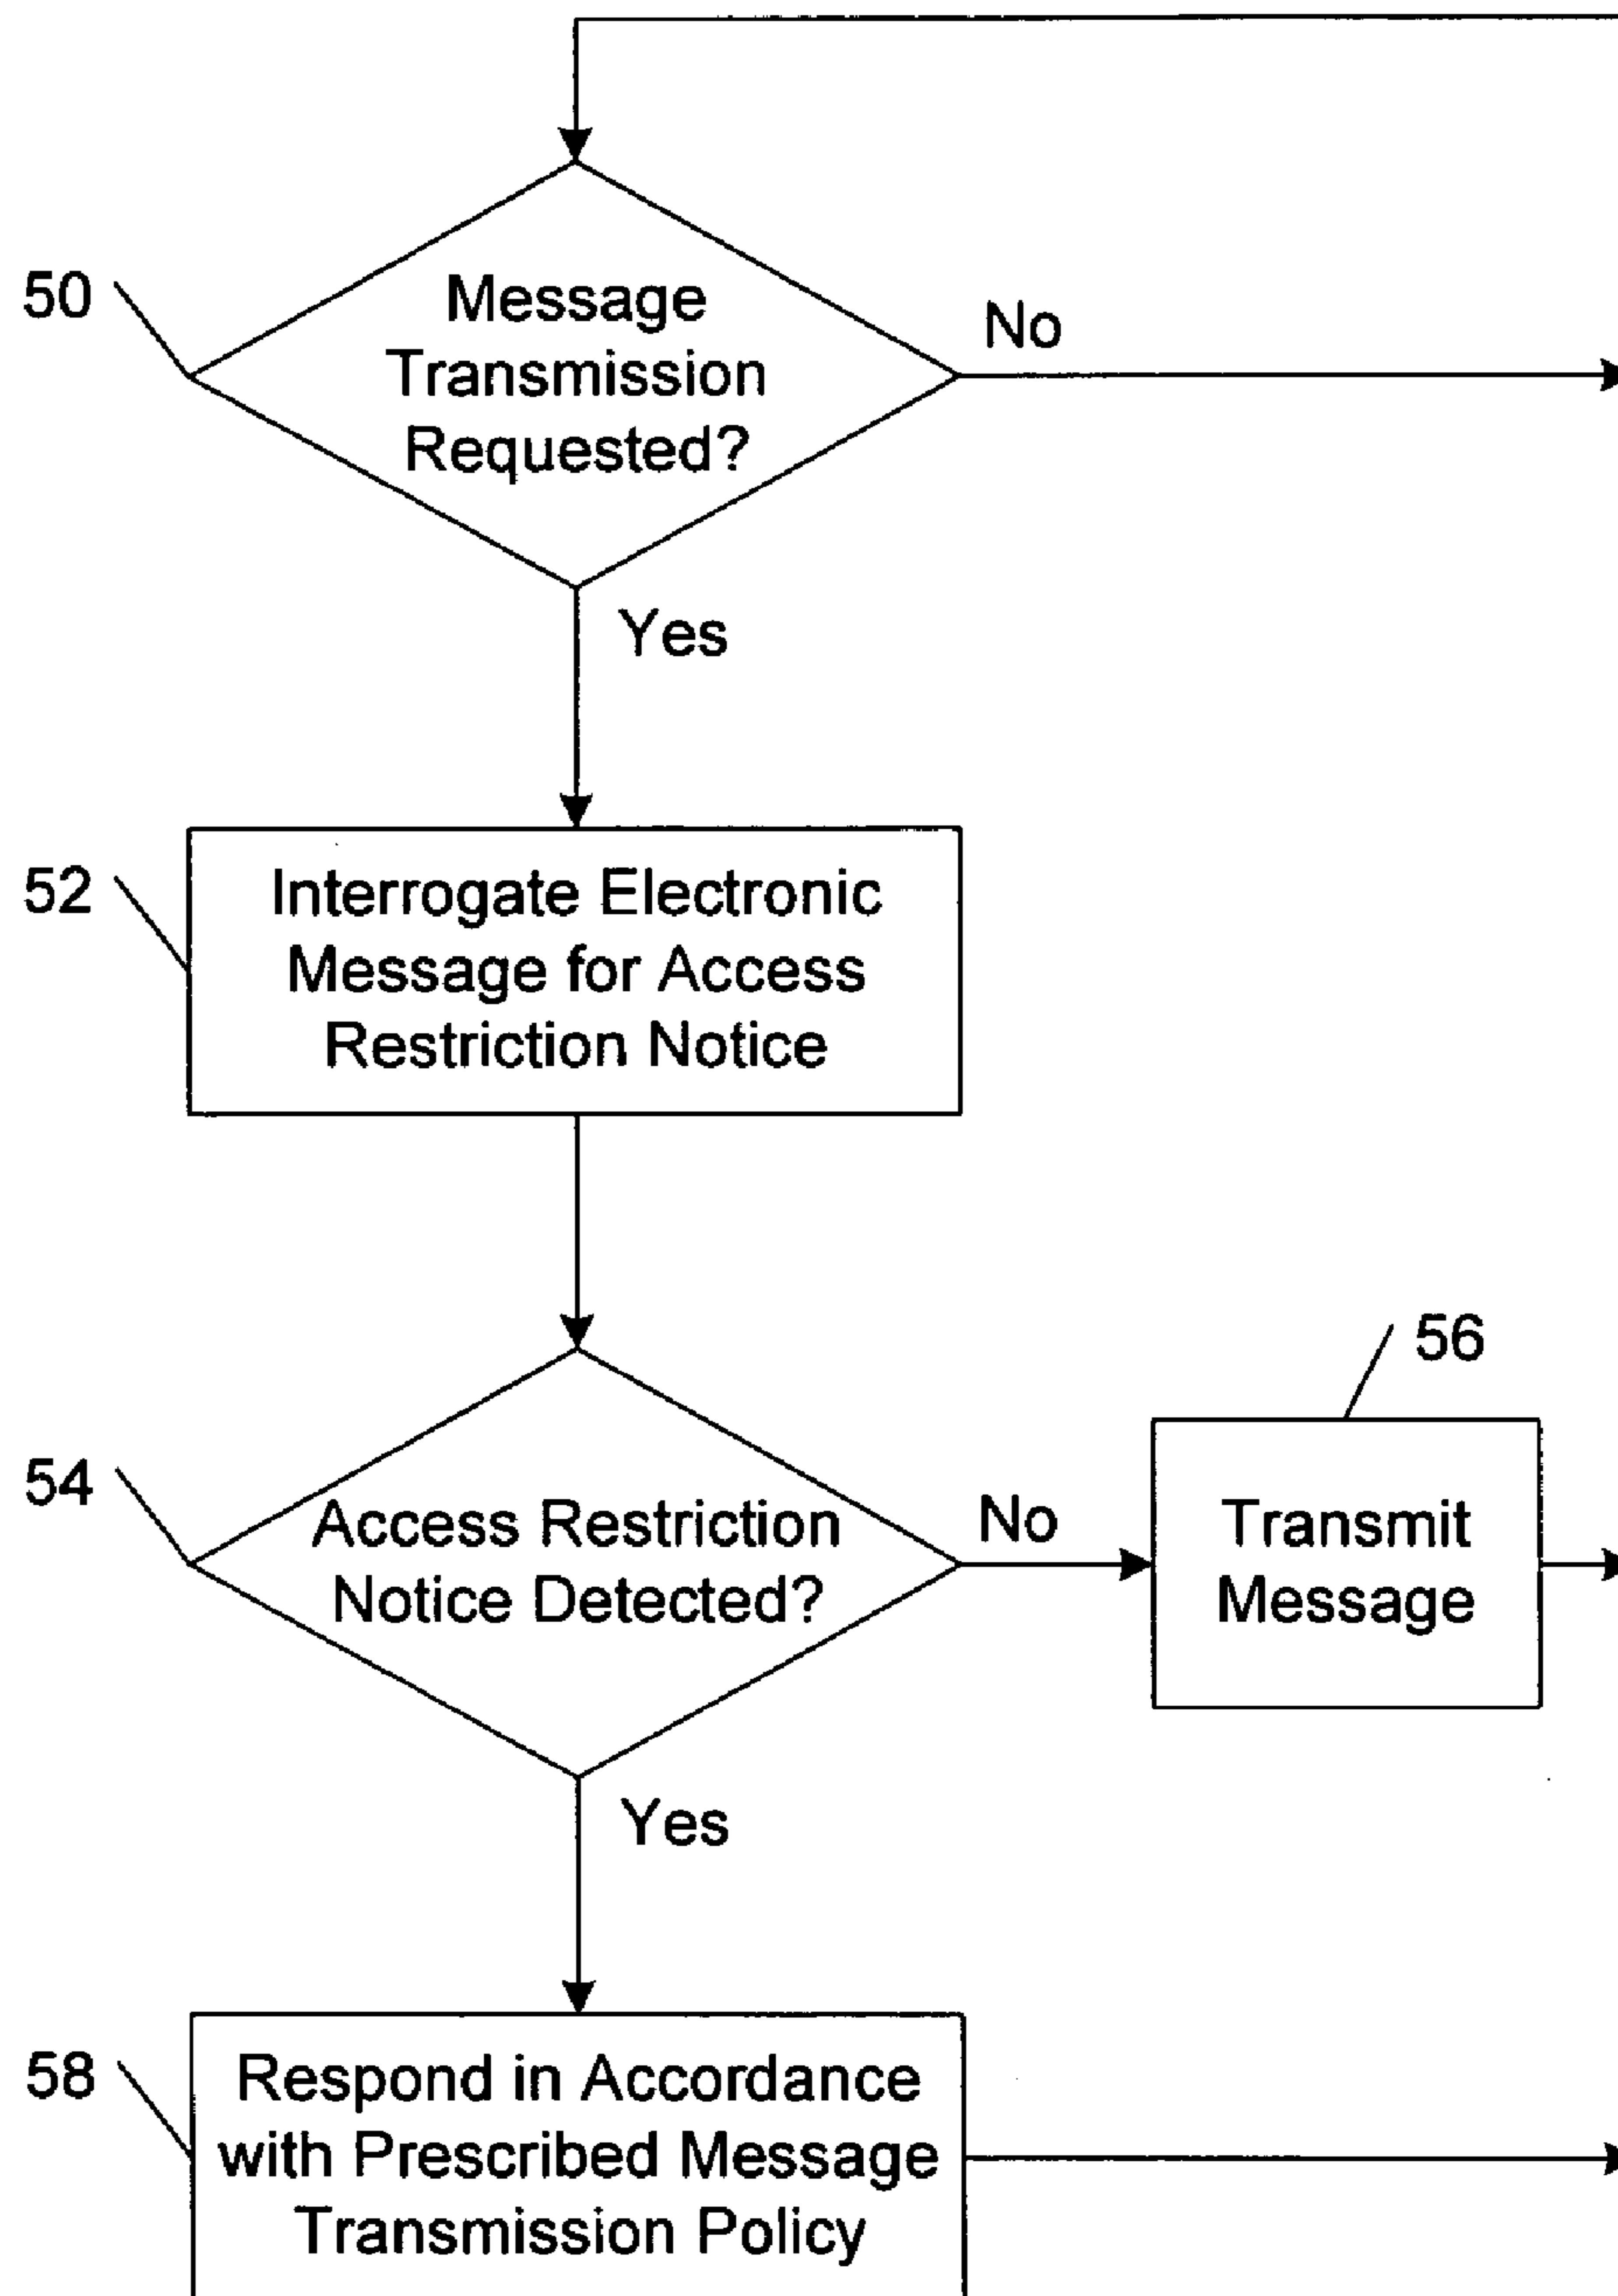 50
Message
Transmission
Requested?
No
Yes
52
Interrogate Electronic
Message for Access
Restriction Notice
54
Access Restriction
Notice Detected?
No
56
Transmit
Message
Yes
58
Respond in Accordance
with Prescribed Message
Transmission Policy